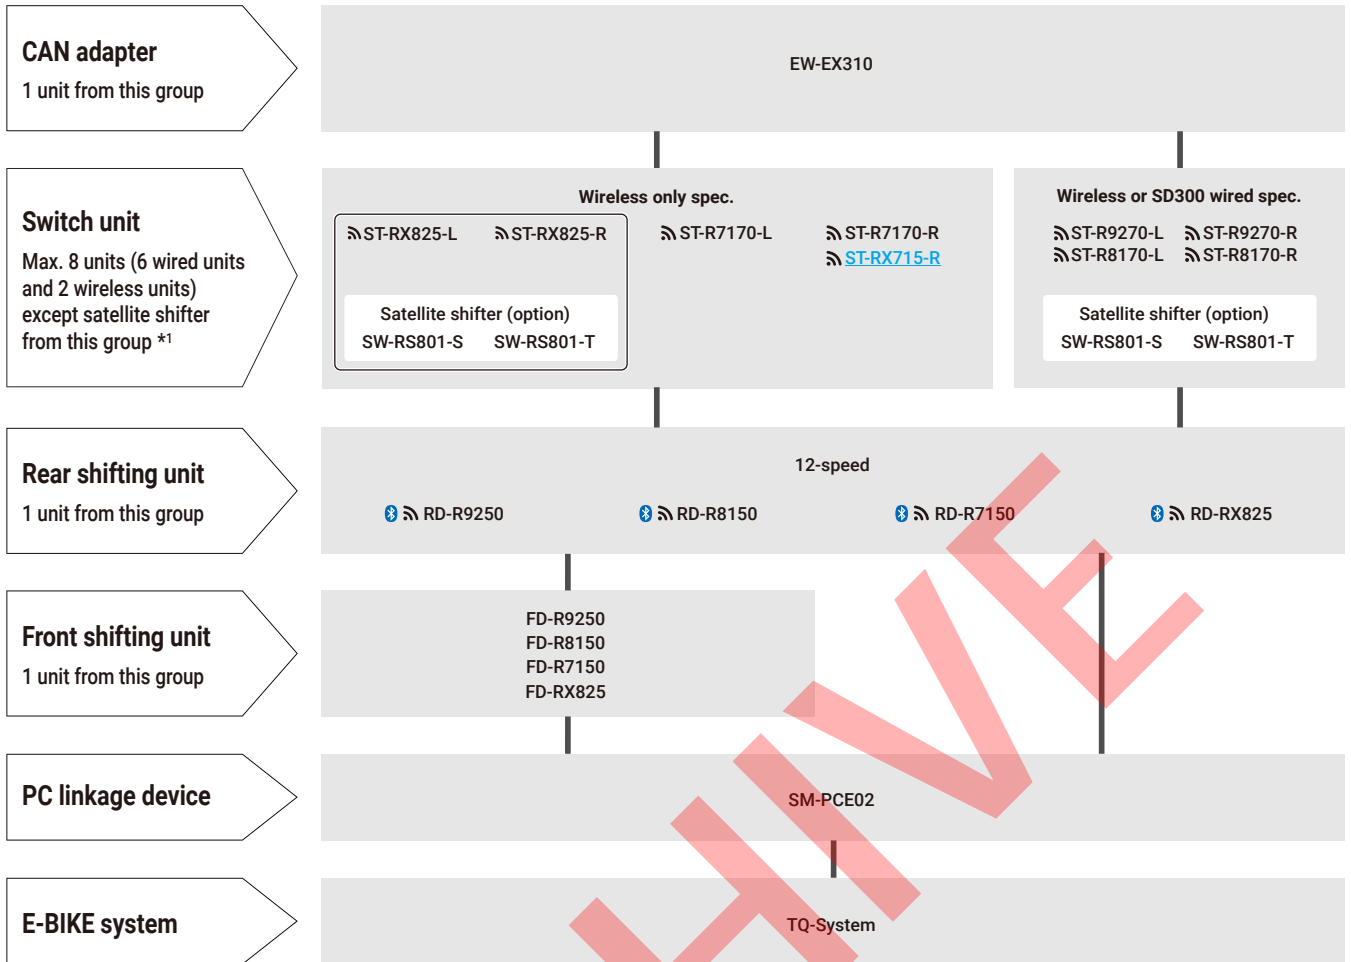 CAN adapter
1 unit from this group
EW-EX310
Switch unit
Max. 8 units (6 wired units
and 2 wireless units)
except satellite shifter
from this group *1
Wireless only spec.
ST-RX825-L ST-RX825-R ST-R7170-L ST-R7170-R
ST-RX715-R
Satellite shifter (option)
SW-RS801-S SW-RS801-T
Wireless or SD300 wired spec.
ST-R9270-L ST-R9270-R
ST-R8170-L ST-R8170-R
Satellite shifter (option)
SW-RS801-S SW-RS801-T
Rear shifting unit
1 unit from this group
12-speed
RD-R9250 RD-R8150 RD-R7150 RD-RX825
Front shifting unit
1 unit from this group
FD-R9250
FD-R8150
FD-R7150
FD-RX825
PC linkage device
SM-PCE02
E-BIKE system
TQ-System
HIVE